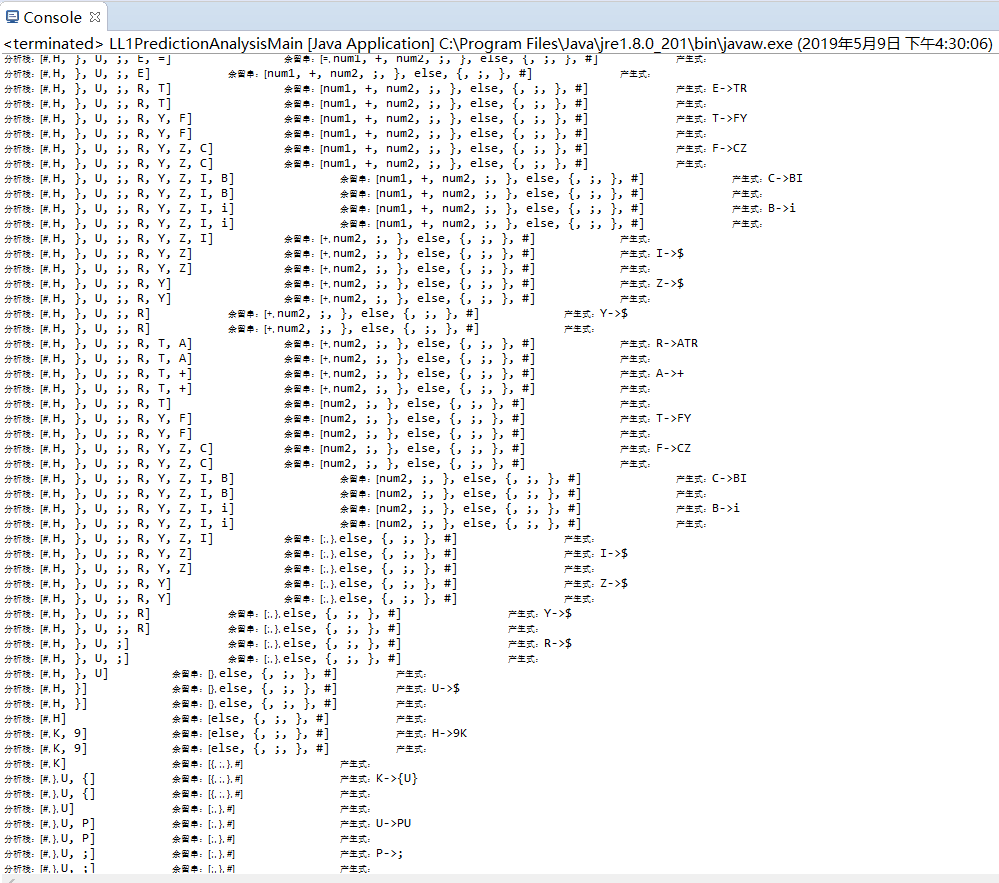 Console
<terminated> LL1PredictionAnalysisMain [Java Application] C:\Program Files\Java\jre1.8.0_201\bin\javaw.exe (2019年5月9日 下午4:30:06)
分析栈: [#, H, }, U, ;, E, =] 余留串: [=, num1, +, num2, ;, }, else, {, ;, }, #] 产生式:
分析栈: [#, H, }, U, ;, E] 余留串: [num1, +, num2, ;, }, else, {, ;, }, #] 产生式:
分析栈: [#, H, }, U, ;, R, T] 余留串: [num1, +, num2, ;, }, else, {, ;, }, #] 产生式: E->TR
分析栈: [#, H, }, U, ;, R, T] 余留串: [num1, +, num2, ;, }, else, {, ;, }, #] 产生式:
分析栈: [#, H, }, U, ;, R, Y, F] 余留串: [num1, +, num2, ;, }, else, {, ;, }, #] 产生式: T->FY
分析栈: [#, H, }, U, ;, R, Y, F] 余留串: [num1, +, num2, ;, }, else, {, ;, }, #] 产生式:
分析栈: [#, H, }, U, ;, R, Y, Z, C] 余留串: [num1, +, num2, ;, }, else, {, ;, }, #] 产生式: F->CZ
分析栈: [#, H, }, U, ;, R, Y, Z, C] 余留串: [num1, +, num2, ;, }, else, {, ;, }, #] 产生式:
分析栈: [#, H, }, U, ;, R, Y, Z, I, B] 余留串: [num1, +, num2, ;, }, else, {, ;, }, #] 产生式: C->BI
分析栈: [#, H, }, U, ;, R, Y, Z, I, B] 余留串: [num1, +, num2, ;, }, else, {, ;, }, #] 产生式:
分析栈: [#, H, }, U, ;, R, Y, Z, I, i] 余留串: [num1, +, num2, ;, }, else, {, ;, }, #] 产生式: B->i
分析栈: [#, H, }, U, ;, R, Y, Z, I, i] 余留串: [num1, +, num2, ;, }, else, {, ;, }, #] 产生式:
分析栈: [#, H, }, U, ;, R, Y, Z, I] 余留串: [+, num2, ;, }, else, {, ;, }, #] 产生式:
分析栈: [#, H, }, U, ;, R, Y, Z] 余留串: [+, num2, ;, }, else, {, ;, }, #] 产生式: I->$
分析栈: [#, H, }, U, ;, R, Y, Z] 余留串: [+, num2, ;, }, else, {, ;, }, #] 产生式:
分析栈: [#, H, }, U, ;, R, Y] 余留串: [+, num2, ;, }, else, {, ;, }, #] 产生式: Z->$
分析栈: [#, H, }, U, ;, R, Y] 余留串: [+, num2, ;, }, else, {, ;, }, #] 产生式:
分析栈: [#, H, }, U, ;, R] 余留串: [+, num2, ;, }, else, {, ;, }, #] 产生式: Y->$
分析栈: [#, H, }, U, ;, R] 余留串: [+, num2, ;, }, else, {, ;, }, #] 产生式:
分析栈: [#, H, }, U, ;, R, T, A] 余留串: [+, num2, ;, }, else, {, ;, }, #] 产生式: R->ATR
分析栈: [#, H, }, U, ;, R, T, A] 余留串: [+, num2, ;, }, else, {, ;, }, #] 产生式:
分析栈: [#, H, }, U, ;, R, T, +] 余留串: [+, num2, ;, }, else, {, ;, }, #] 产生式: A->+
分析栈: [#, H, }, U, ;, R, T, +] 余留串: [+, num2, ;, }, else, {, ;, }, #] 产生式:
分析栈: [#, H, }, U, ;, R, T] 余留串: [num2, ;, }, else, {, ;, }, #] 产生式:
分析栈: [#, H, }, U, ;, R, Y, F] 余留串: [num2, ;, }, else, {, ;, }, #] 产生式: T->FY
分析栈: [#, H, }, U, ;, R, Y, F] 余留串: [num2, ;, }, else, {, ;, }, #] 产生式:
分析栈: [#, H, }, U, ;, R, Y, Z, C] 余留串: [num2, ;, }, else, {, ;, }, #] 产生式: F->CZ
分析栈: [#, H, }, U, ;, R, Y, Z, C] 余留串: [num2, ;, }, else, {, ;, }, #] 产生式:
分析栈: [#, H, }, U, ;, R, Y, Z, I, B] 余留串: [num2, ;, }, else, {, ;, }, #] 产生式: C->BI
分析栈: [#, H, }, U, ;, R, Y, Z, I, B] 余留串: [num2, ;, }, else, {, ;, }, #] 产生式:
分析栈: [#, H, }, U, ;, R, Y, Z, I, i] 余留串: [num2, ;, }, else, {, ;, }, #] 产生式: B->i
分析栈: [#, H, }, U, ;, R, Y, Z, I, i] 余留串: [num2, ;, }, else, {, ;, }, #] 产生式:
分析栈: [#, H, }, U, ;, R, Y, Z, I] 余留串: [;, }, else, {, ;, }, #] 产生式:
分析栈: [#, H, }, U, ;, R, Y, Z] 余留串: [;, }, else, {, ;, }, #] 产生式: I->$
分析栈: [#, H, }, U, ;, R, Y, Z] 余留串: [;, }, else, {, ;, }, #] 产生式:
分析栈: [#, H, }, U, ;, R, Y] 余留串: [;, }, else, {, ;, }, #] 产生式: Z->$
分析栈: [#, H, }, U, ;, R, Y] 余留串: [;, }, else, {, ;, }, #] 产生式:
分析栈: [#, H, }, U, ;, R] 余留串: [;, }, else, {, ;, }, #] 产生式: Y->$
分析栈: [#, H, }, U, ;, R] 余留串: [;, }, else, {, ;, }, #] 产生式:
分析栈: [#, H, }, U, ;] 余留串: [;, }, else, {, ;, }, #] 产生式: R->$
分析栈: [#, H, }, U, ;] 余留串: [;, }, else, {, ;, }, #] 产生式:
分析栈: [#, H, }, U] 余留串: [}, else, {, ;, }, #] 产生式:
分析栈: [#, H, }] 余留串: [}, else, {, ;, }, #] 产生式: U->$
分析栈: [#, H, }] 余留串: [}, else, {, ;, }, #] 产生式:
分析栈: [#, H] 余留串: [else, {, ;, }, #] 产生式:
分析栈: [#, K, 9] 余留串: [else, {, ;, }, #] 产生式: H->9K
分析栈: [#, K, 9] 余留串: [else, {, ;, }, #] 产生式:
分析栈: [#, K] 余留串: [{, ;, }, #] 产生式:
分析栈: [#, }, U, {] 余留串: [{, ;, }, #] 产生式: K->{U}
分析栈: [#, }, U, {] 余留串: [{, ;, }, #] 产生式:
分析栈: [#, }, U] 余留串: [;, }, #] 产生式:
分析栈: [#, }, U, P] 余留串: [;, }, #] 产生式: U->PU
分析栈: [#, }, U, P] 余留串: [;, }, #] 产生式:
分析栈: [#, }, U, ;] 余留串: [;, }, #] 产生式: P->;
分析栈: [#, }, U, ;] 余留串: [;, }, #] 产生式: